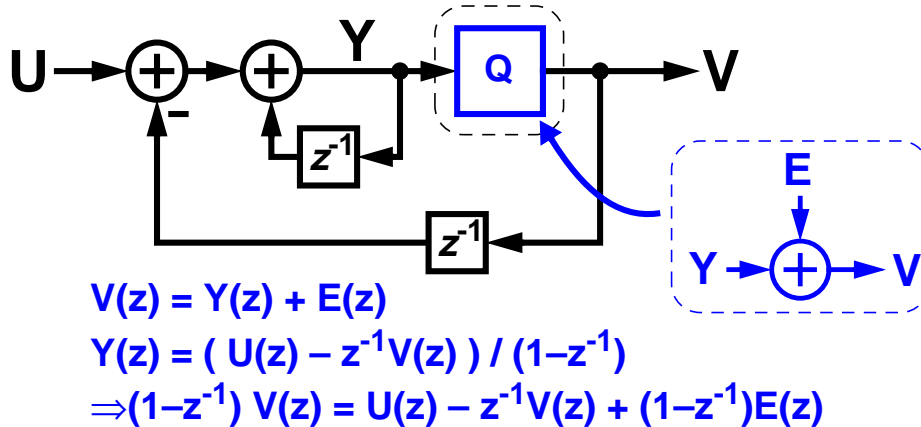 U
−
Y
Q
V
z⁻¹
z⁻¹
E
Y
V
V(z) = Y(z) + E(z)
Y(z) = ( U(z) – z⁻¹V(z) ) / (1–z⁻¹)
⇒(1–z⁻¹) V(z) = U(z) – z⁻¹V(z) + (1–z⁻¹)E(z)